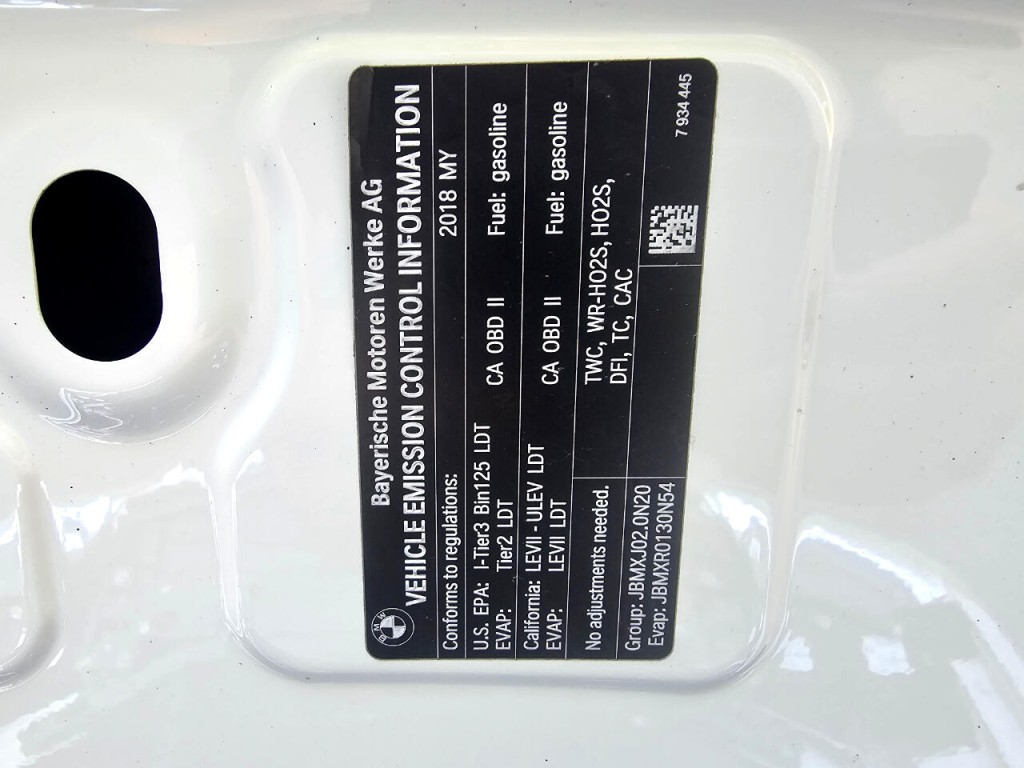 BMW
Bayerische Motoren Werke AG
VEHICLE EMISSION CONTROL INFORMATION
Conforms to regulations: 2018 MY
U.S. EPA: I-Tier3 Bin125 LDT CA OBD II Fuel: gasoline
EVAP: Tier2 LDT
California: LEVII - ULEV LDT CA OBD II Fuel: gasoline
EVAP: LEVII LDT
No adjustments needed. TWC, WR-HO2S, HO2S,
DFI, TC, CAC
Group: JBMXJ02.0N20
Evap: JBMXR0130N54
7 934 445